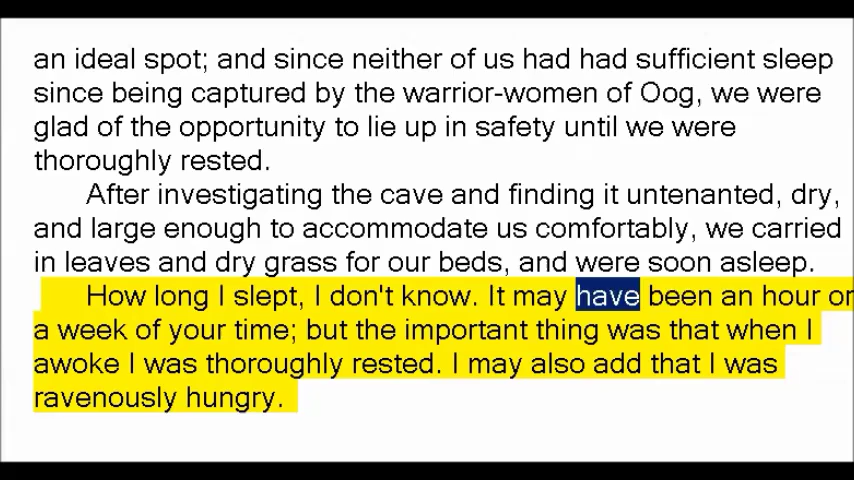 an ideal spot; and since neither of us had had sufficient sleep
since being captured by the warrior-women of Oog, we were
glad of the opportunity to lie up in safety until we were
thoroughly rested.
After investigating the cave and finding it untenanted, dry,
and large enough to accommodate us comfortably, we carried
in leaves and dry grass for our beds, and were soon asleep.
How long I slept, I don't know. It may have been an hour or
a week of your time; but the important thing was that when I
awoke I was thoroughly rested. I may also add that I was
ravenously hungry.